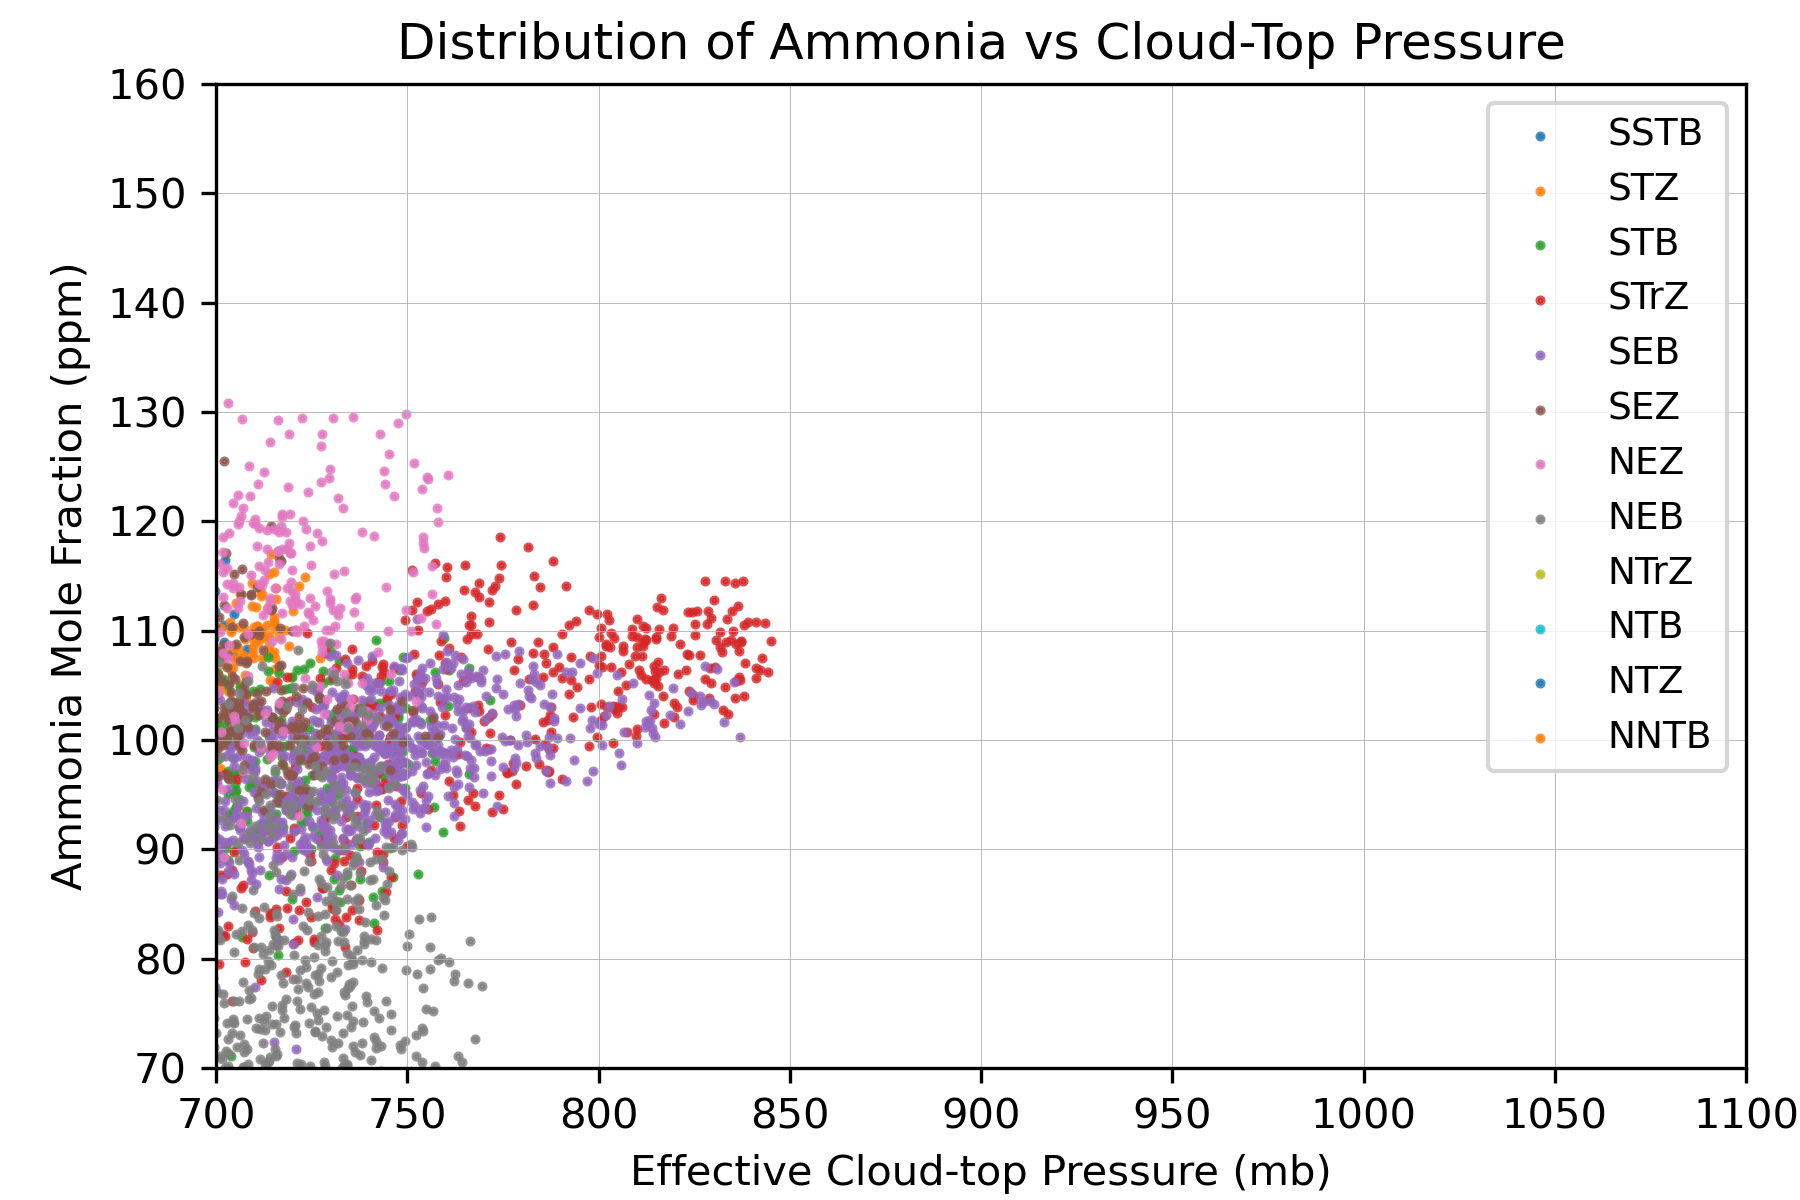 Distribution of Ammonia vs Cloud-Top Pressure
160
150
140
130
120
110
100
90
80
70
Ammonia Mole Fraction (ppm)
SSTB
STZ
STB
STrZ
SEB
SEZ
NEZ
NEB
NTrZ
NTB
NTZ
NNTB
700 750 800 850 900 950 1000 1050 1100
Effective Cloud-top Pressure (mb)